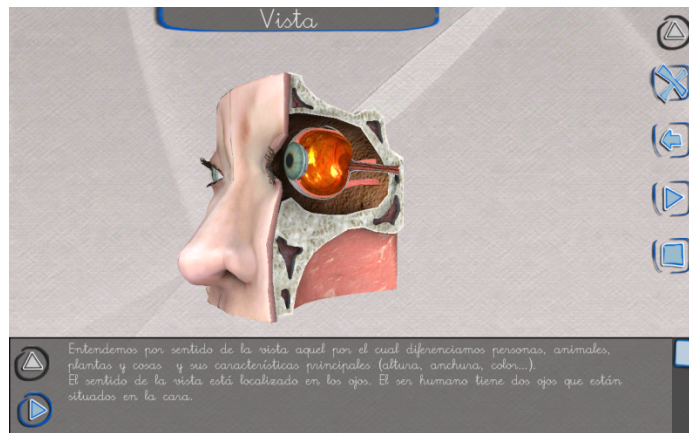 Vista
Entendemos por sentido de la vista aquel por el cual diferenciamos personas, animales,
plantas y cosas y sus características principales (altura, anchura, color...).
El sentido de la vista está localizado en los ojos. El ser humano tiene dos ojos que están
situados en la cara.